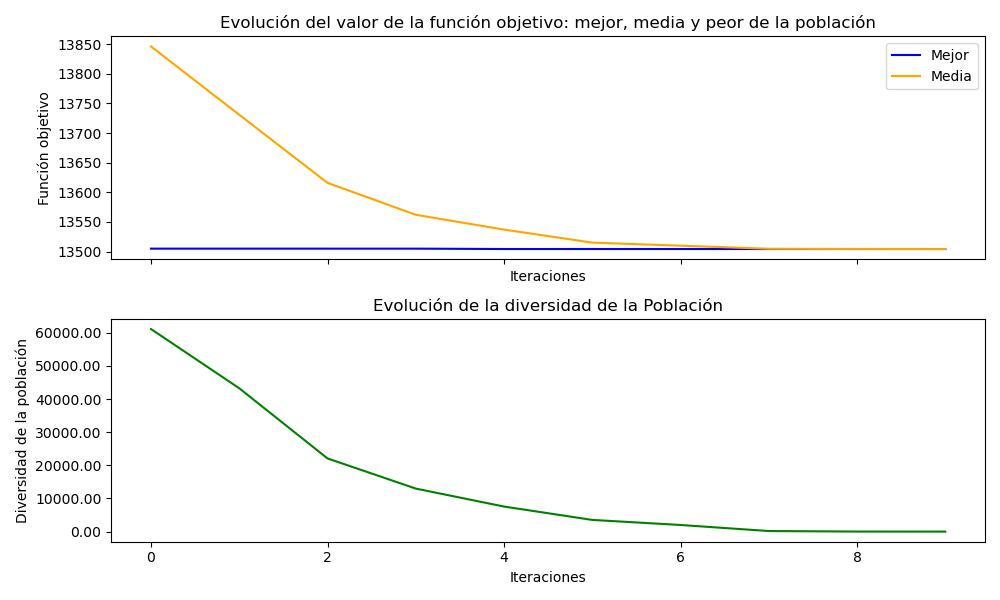 Evolución del valor de la función objetivo: mejor, media y peor de la población
13850
13800
13750
13700
13650
13600
13550
13500
Función objetivo
Mejor
Media
Iteraciones
Evolución de la diversidad de la Población
60000.00
50000.00
40000.00
30000.00
20000.00
10000.00
0.00
Diversidad de la población
0 2 4 6 8
Iteraciones